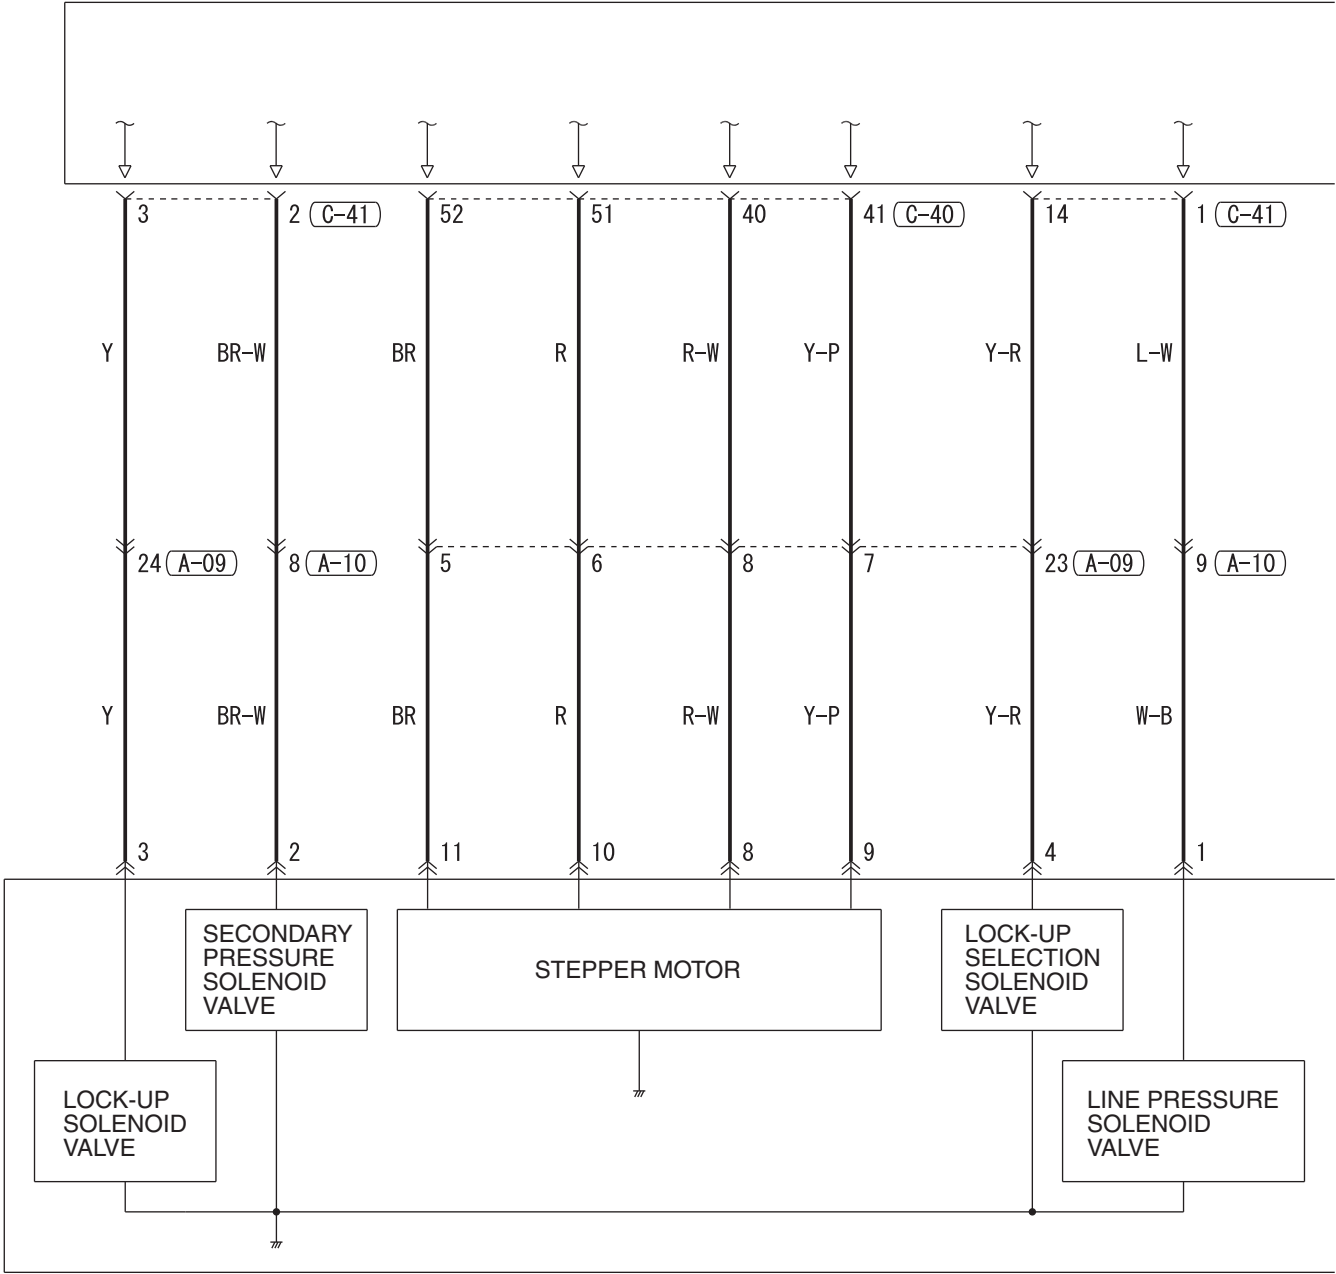 3 2 C-41 52 51 40 41 C-40 14 1 C-41
Y BR-W BR R R-W Y-P Y-R L-W
24 A-09 8 A-10 5 6 8 7 23 A-09 9 A-10
Y BR-W BR R R-W Y-P Y-R W-B
3 2 11 10 8 9 4 1
SECONDARY
PRESSURE
SOLENOID
VALVE
STEPPER MOTOR
LOCK-UP
SELECTION
SOLENOID
VALVE
LOCK-UP
SOLENOID
VALVE
LINE PRESSURE
SOLENOID
VALVE